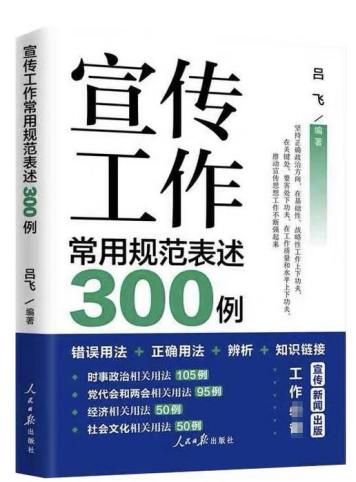 宣传工作常用规范表述300例
吕飞／编著
人民日报出版社
宣传
工作
常用规范表述
300例
吕飞／编著
坚持正确政治方向，在基础性、战略性工作上下功夫，
在关键处、要害处下功夫，在工作质量和水平上下功夫，
推动宣传思想工作不断强起来
错误用法 + 正确用法 + 辨析 + 知识链接
时事政治相关用法 105例
党代会和两会相关用法 95例
经济相关用法 50例
社会文化相关用法 50例
宣传 新闻 出版
工作
人民日报出版社